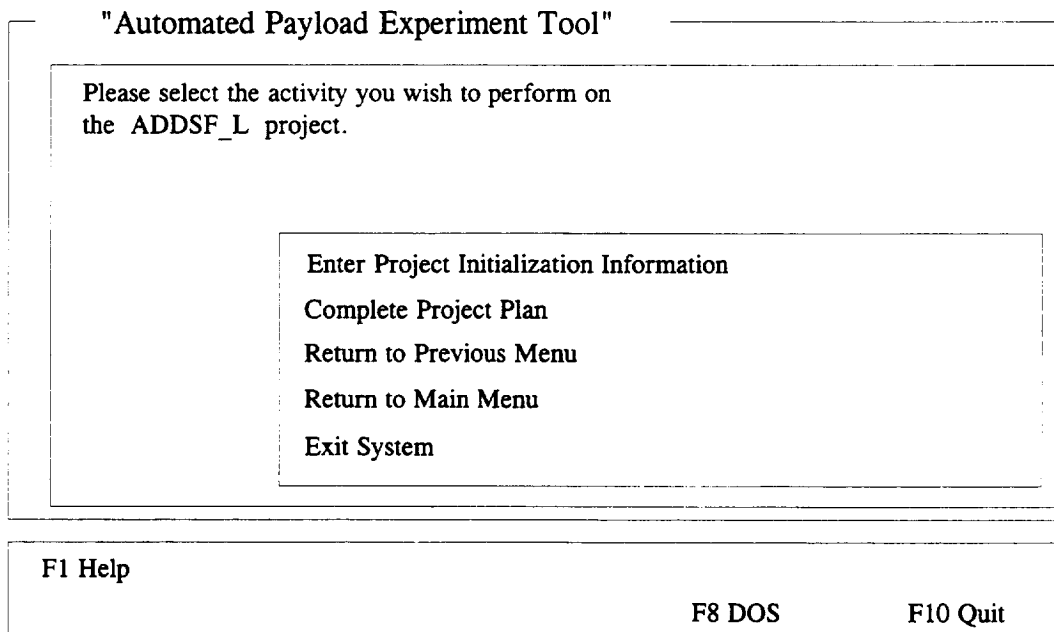 "Automated Payload Experiment Tool"
Please select the activity you wish to perform on
the ADDSF_L project.
Enter Project Initialization Information
Complete Project Plan
Return to Previous Menu
Return to Main Menu
Exit System
F1 Help
F8 DOS F10 Quit